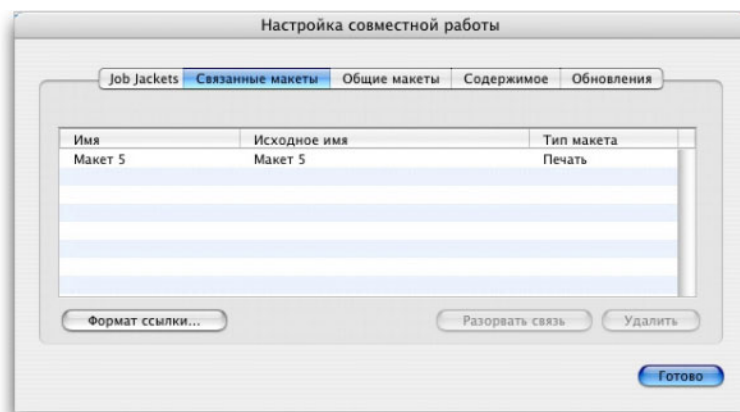 Настройка совместной работы
Job Jackets Связанные макеты Общие макеты Содержимое Обновления
Имя Исходное имя Тип макета
Макет 5 Макет 5 Печать
Формат ссылки... Разорвать связь Удалить
Готово